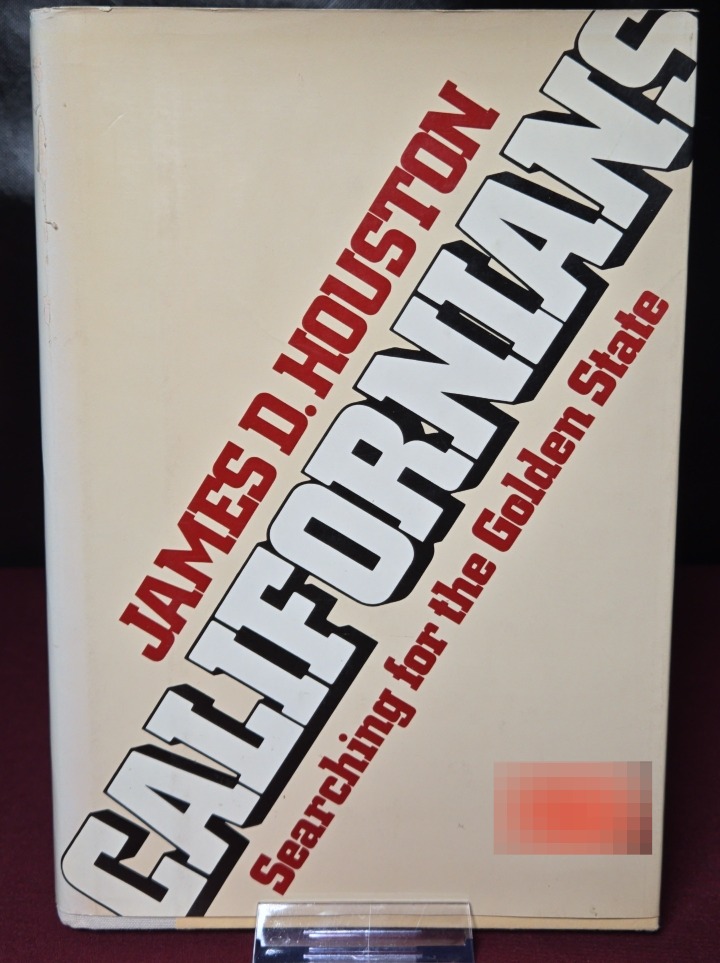 JAMES D. HOUSTON
CALIFORNIANS
Searching for the Golden State